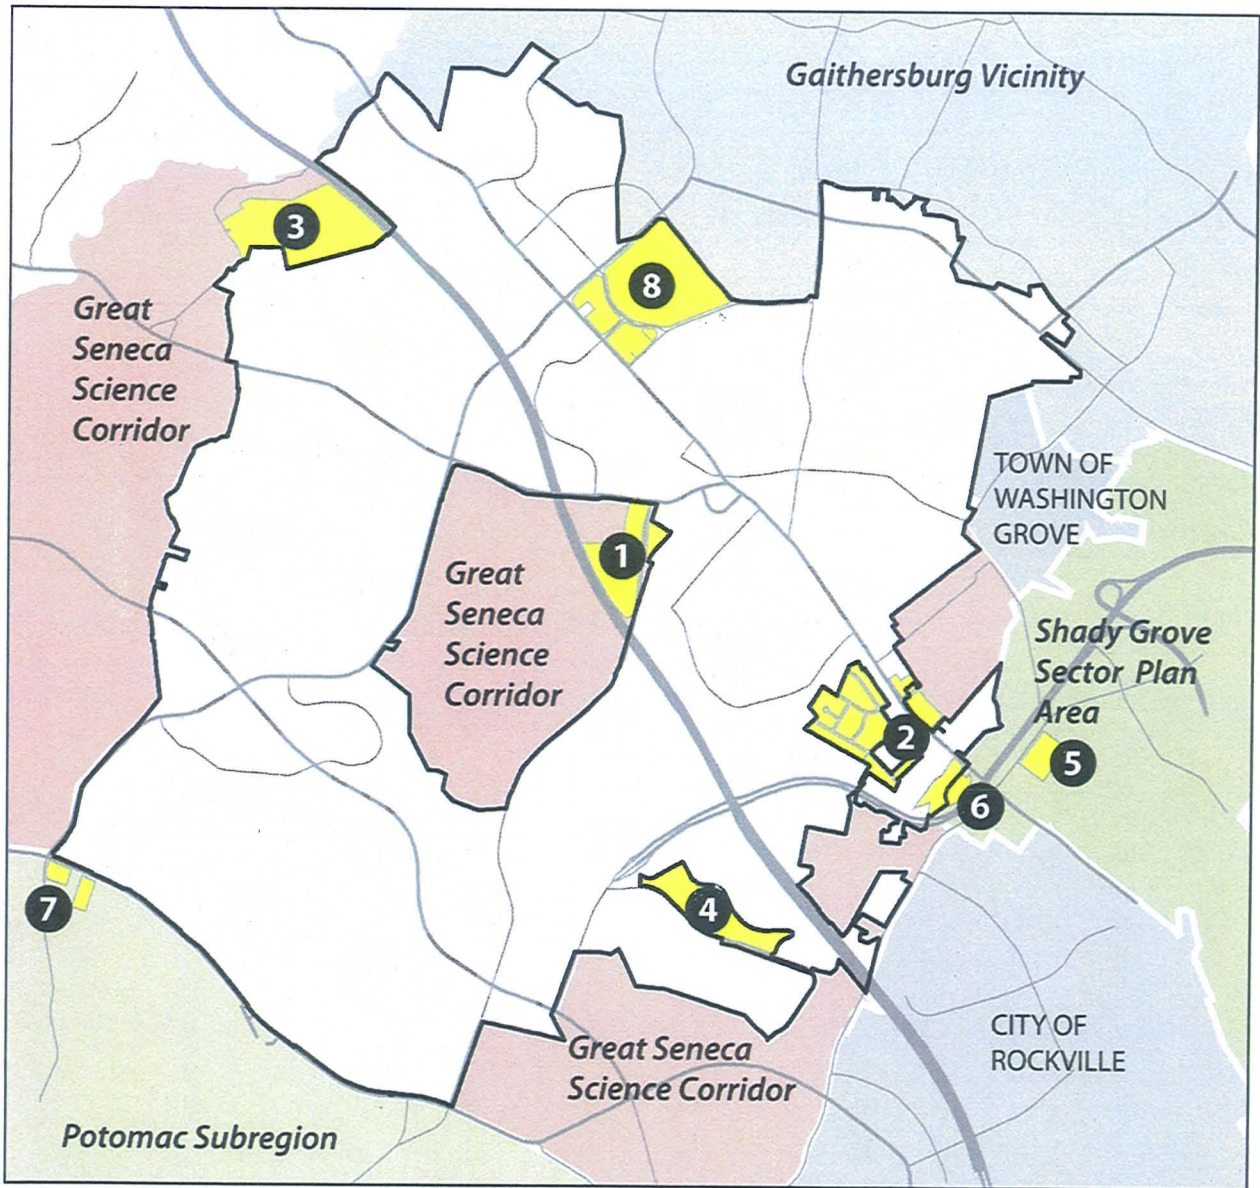 Gaithersburg Vicinity
3
8
Great
Seneca
Science
Corridor
TOWN OF
WASHINGTON
GROVE
1
Great
Seneca
Science
Corridor
Shady Grove
Sector Plan
Area
2
5
6
7
4
CITY OF
ROCKVILLE
Great Seneca
Science Corridor
Potomac Subregion